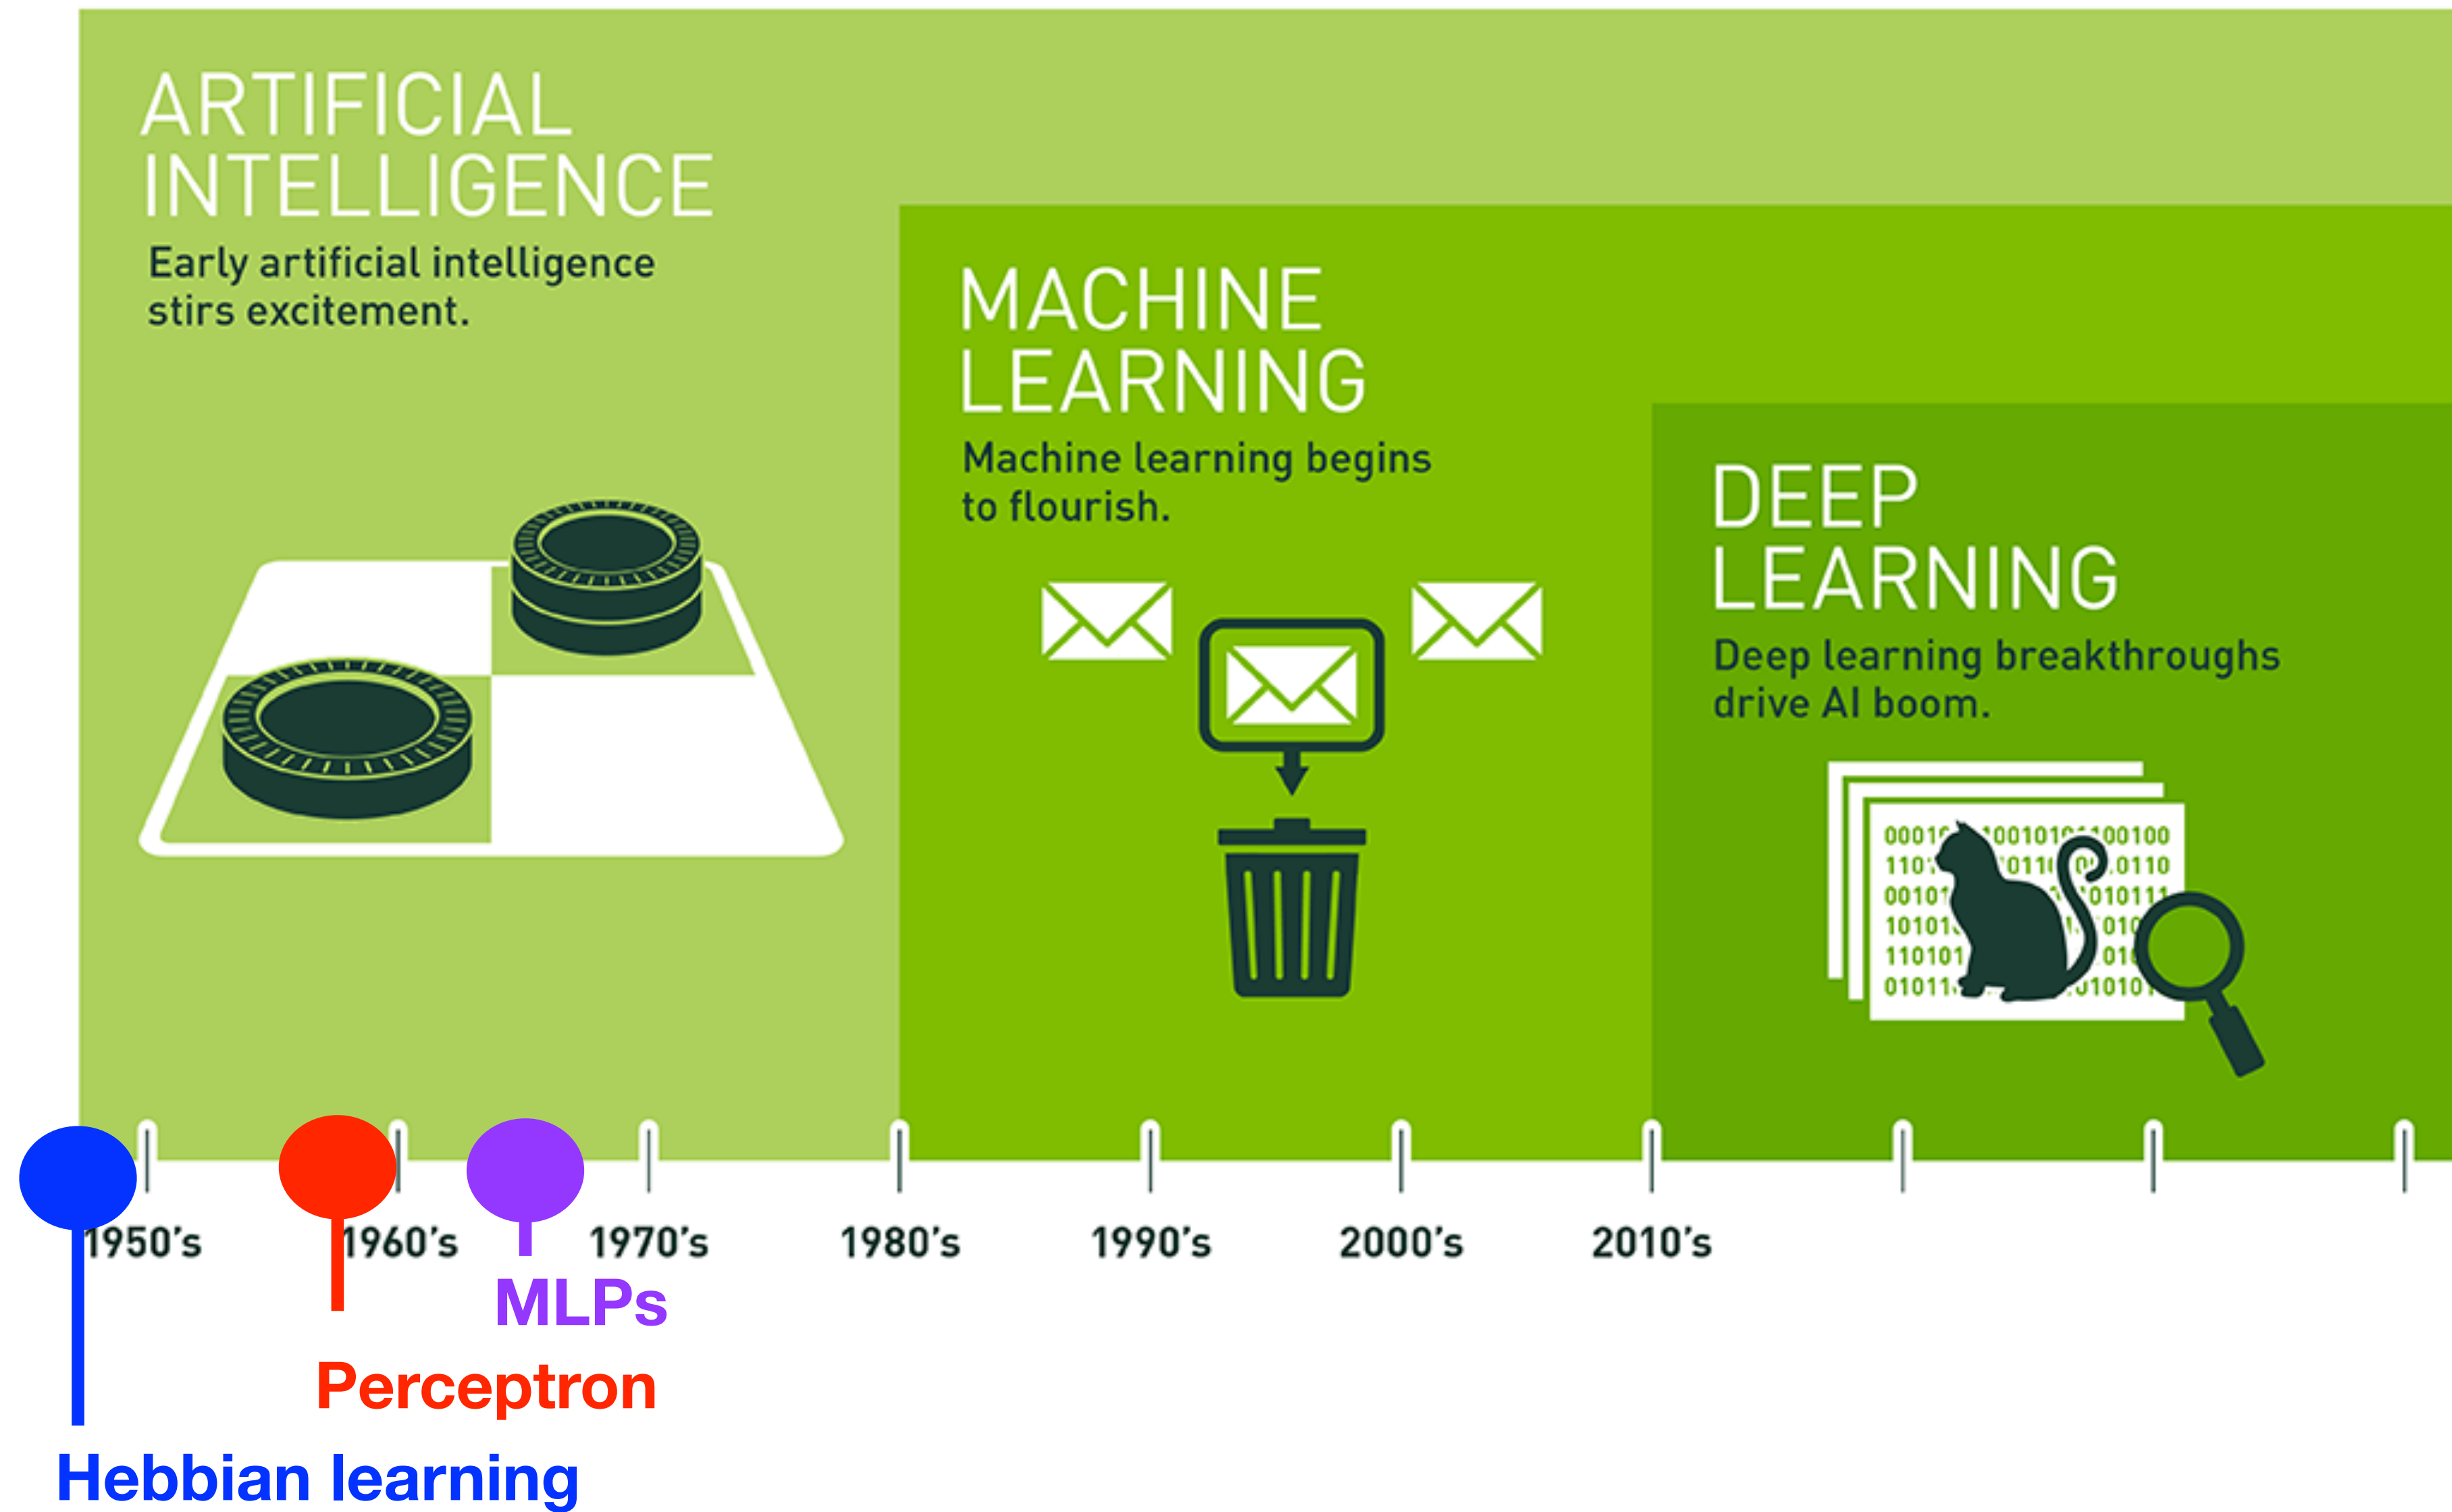 ARTIFICIAL
INTELLIGENCE
Early artificial intelligence
stirs excitement.
MACHINE
LEARNING
Machine learning begins
to flourish.
DEEP
LEARNING
Deep learning breakthroughs
drive AI boom.
1950's
1960's
1970's
1980's
1990's
2000's
2010's
MLPs
Perceptron
Hebbian learning